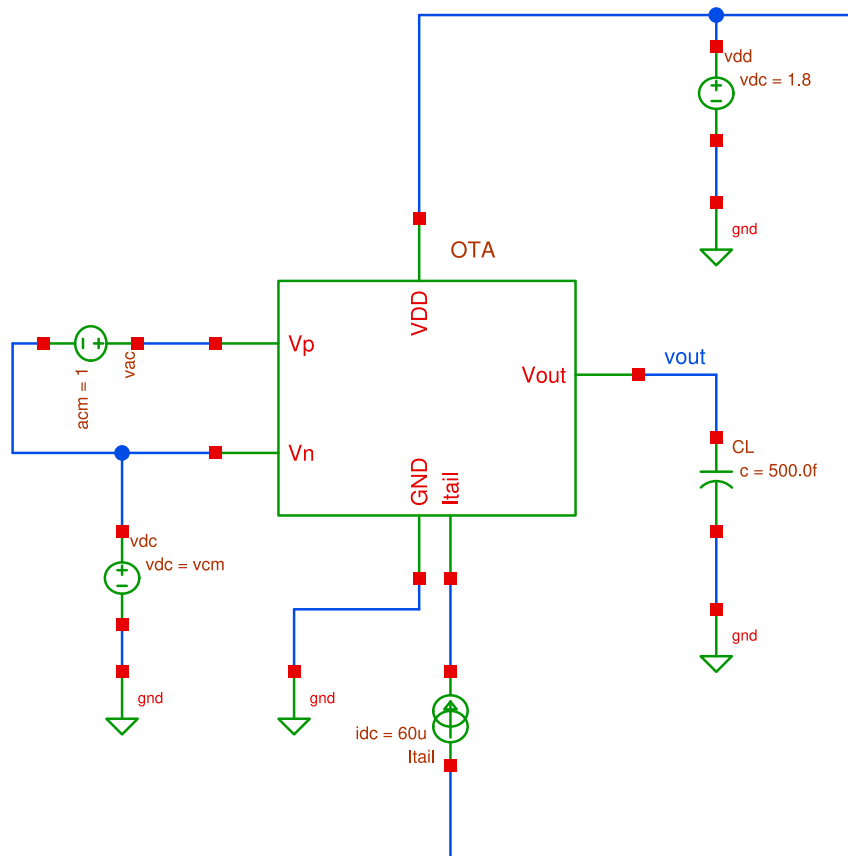 vdd
vdc = 1.8
gnd
OTA
VDD
Vp
vac
acm = 1
Vout
vout
Vn
GND
Itail
CL
c = 500.0f
vdc
vdc = vcm
gnd
gnd
gnd
idc = 60u
Itail